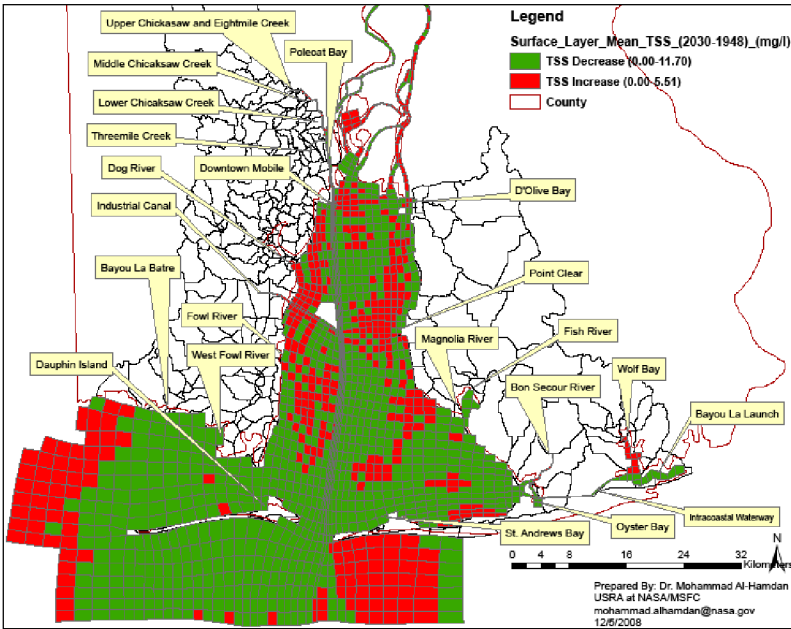 Upper Chickasaw and Eightmile Creek
Polecat Bay
Middle Chicaksaw Creek
Lower Chicaksaw Creek
Threemile Creek
Dog River
Downtown Mobile
Industrial Canal
D'Olive Bay
Bayou La Batre
Point Clear
Fowl River
Fish River
Magnolia River
West Fowl River
Dauphin Island
Wolf Bay
Bon Secour River
Bayou La Launch
Intracoastal Waterway
St. Andrews Bay
Oyster Bay
Legend
Surface_Layer_Mean_TSS_(2030-1948)_(mg/l)
TSS Decrease (0.00-11.70)
TSS Increase (0.00-5.51)
County
N
0 4 8 16 24 32
Kilometers
Prepared By: Dr. Mohammad Al-Hamdan
USRA at NASA/MSFC
mohammad.alhamdan@nasa.gov
12/5/2008